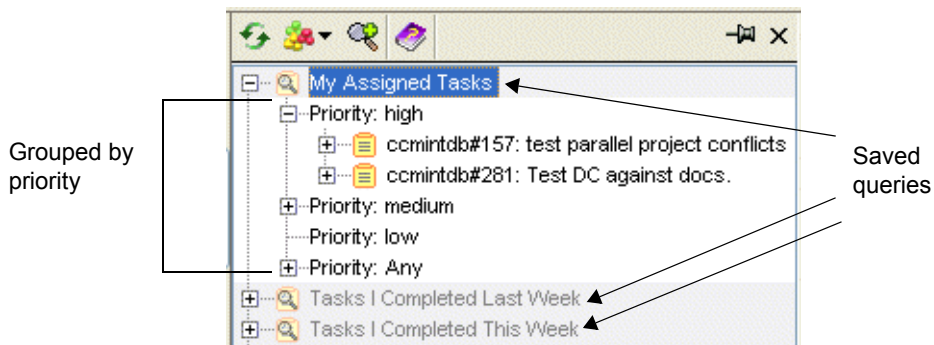 My Assigned Tasks
Priority: high
ccmintdb#157: test parallel project conflicts
ccmintdb#281: Test DC against docs.
Priority: medium
Priority: low
Priority: Any
Tasks I Completed Last Week
Tasks I Completed This Week
Grouped by
priority
Saved
queries